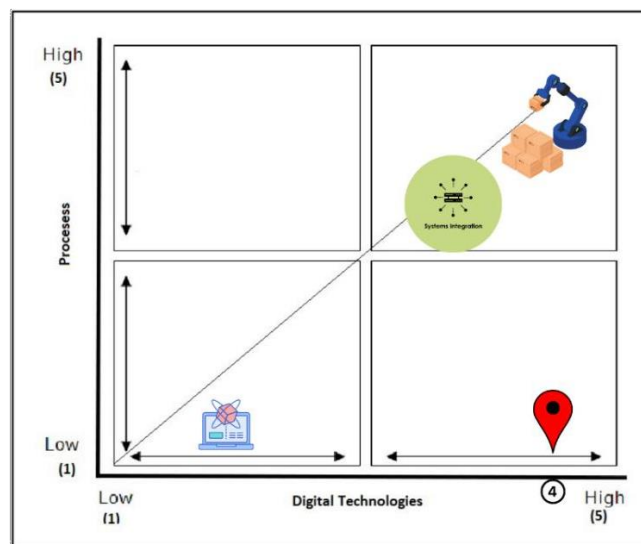 High
(5)
Procesess
Systems Integration
Low
(1)
4
Low
(1)
Digital Technologies
High
(5)